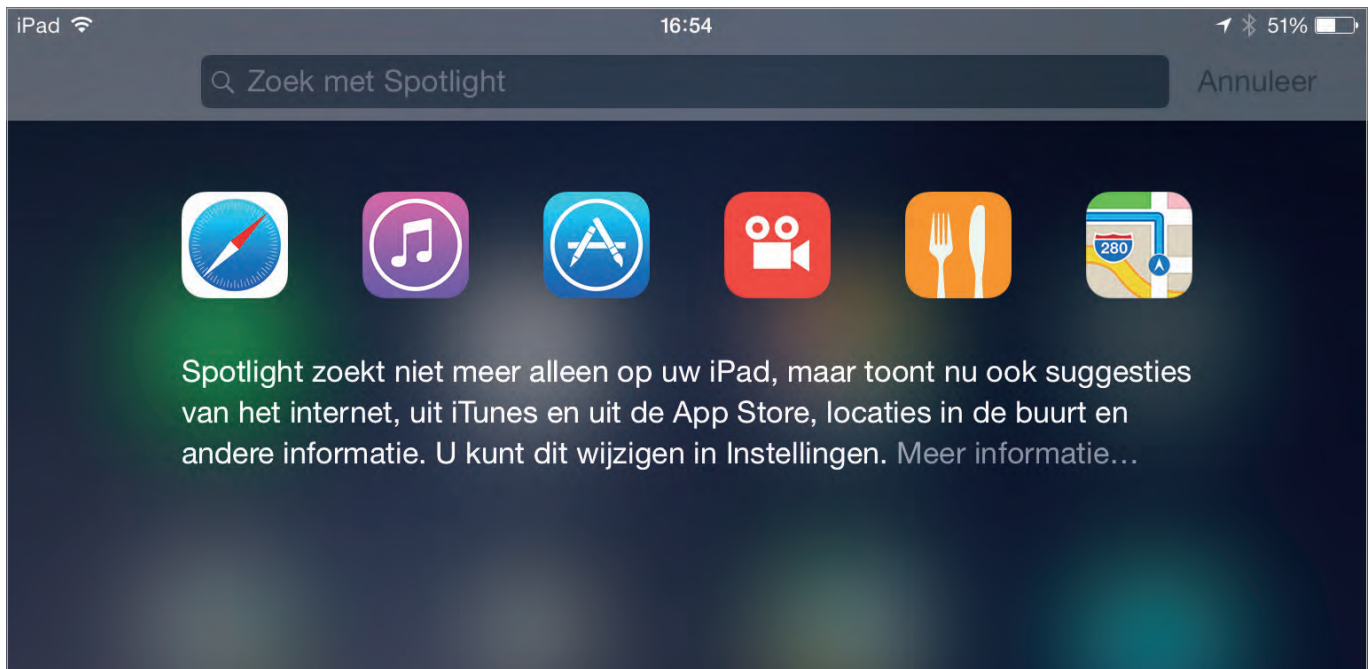 iPad 16:54 51%
Zoek met Spotlight Annuleer
280
Spotlight zoekt niet meer alleen op uw iPad, maar toont nu ook suggesties
van het internet, uit iTunes en uit de App Store, locaties in de buurt en
andere informatie. U kunt dit wijzigen in Instellingen. Meer informatie...